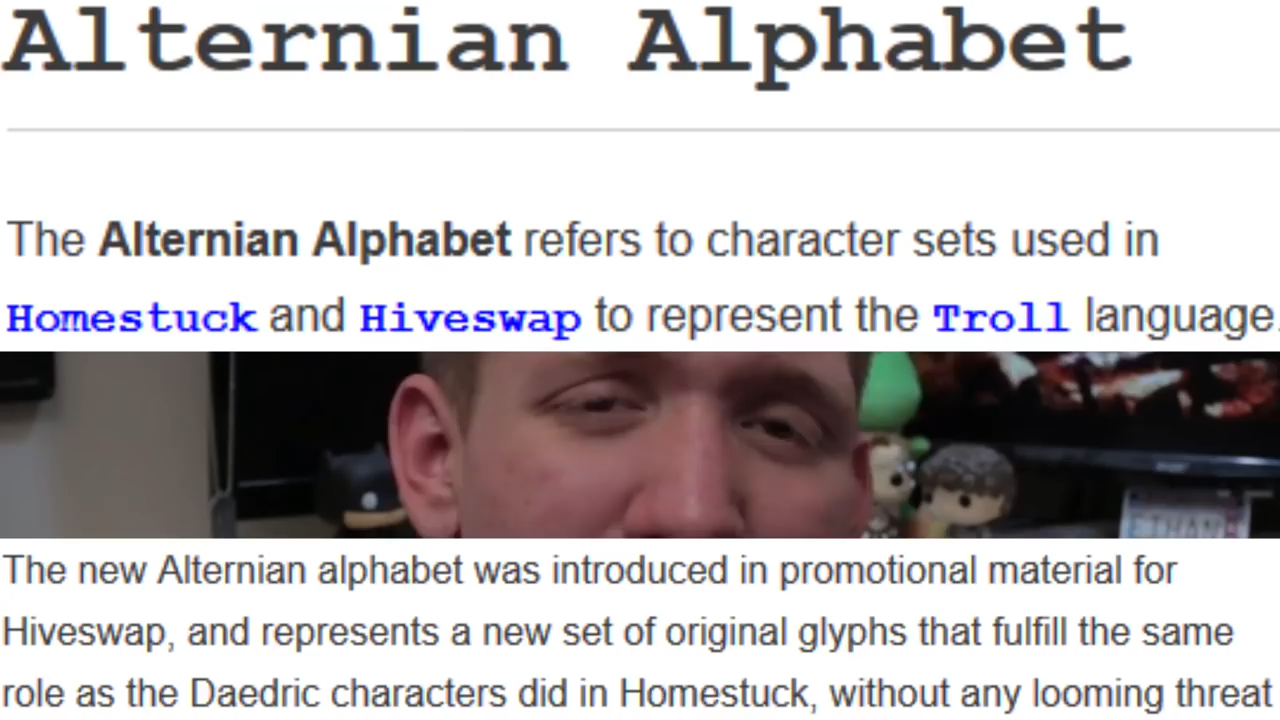 Alternian Alphabet
The Alternian Alphabet refers to character sets used in
Homestuck and Hiveswap to represent the Troll language.
ETHAN
The new Alternian alphabet was introduced in promotional material for
Hiveswap, and represents a new set of original glyphs that fulfill the same
role as the Daedric characters did in Homestuck, without any looming threat